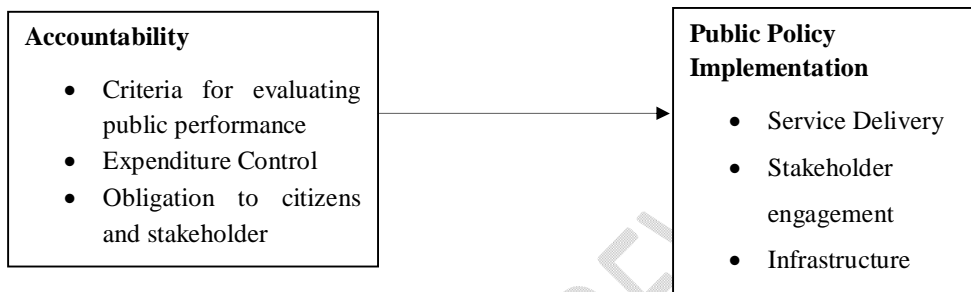 Accountability
• Criteria for evaluating
public performance
• Expenditure Control
• Obligation to citizens
and stakeholder
Public Policy
Implementation
• Service Delivery
• Stakeholder
engagement
• Infrastructure